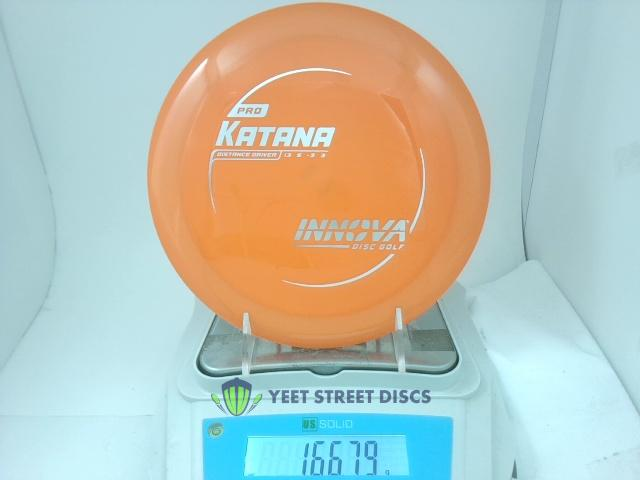 PRO
KATANA
DISTANCE DRIVER 13 5 -3 3
INNOVA
DISC GOLF
YEET STREET DISCS
US SOLID
166.79 g